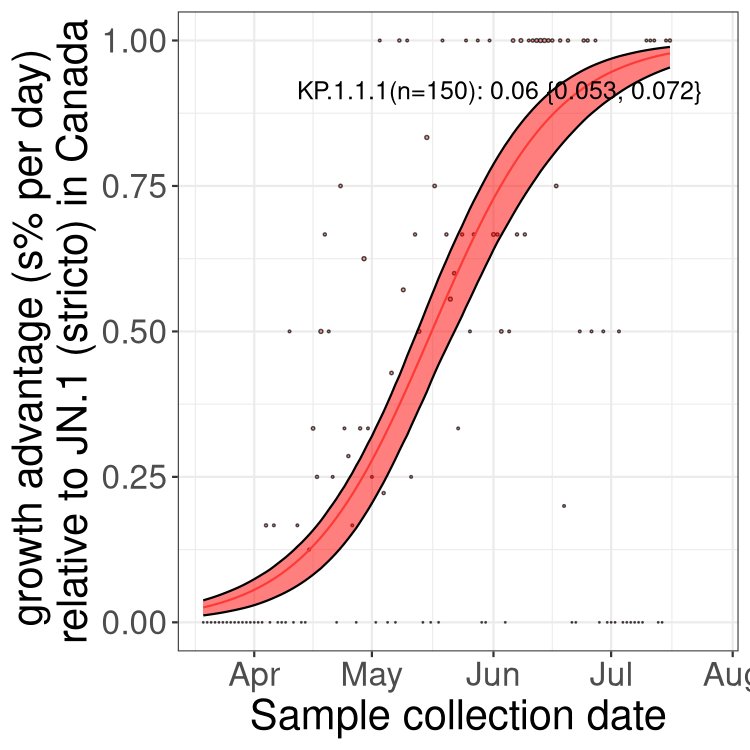 growth advantage (s% per day)
relative to JN.1 (stricto) in Canada
1.00
0.75
0.50
0.25
0.00
KP.1.1.1(n=150): 0.06 {0.053, 0.072}
Apr May Jun Jul Aug
Sample collection date